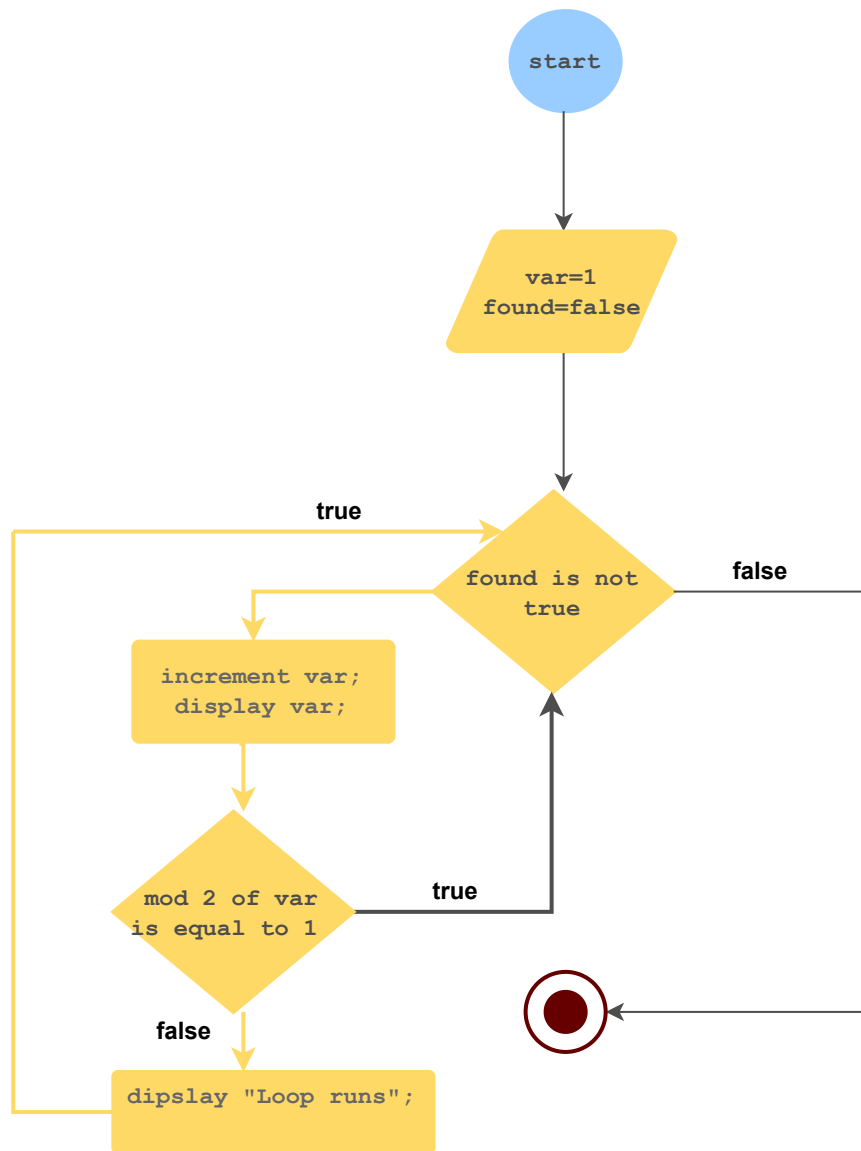 start
var=1
found=false
true
found is not
true
false
increment var;
display var;
mod 2 of var
is equal to 1
true
false
dipslay "Loop runs";